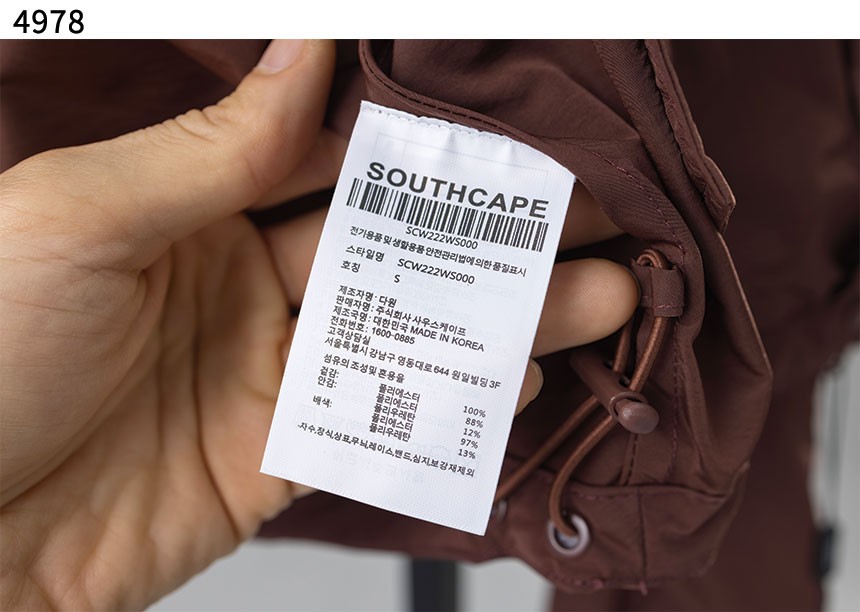 4978
SOUTHCAPE
SCW222WS000
전기용품 및 생활용품 안전관리법에 의한 품질표시
스타일명 SCW222WS000
호칭 S
제조자명: 다원
판매자명: 주식회사 사우스케이프
제조국명: 대한민국 MADE IN KOREA
전화번호: 1600-0885
고객상담실
서울특별시 강남구 영동대로 644 원일빌딩 3F
섬유의 조성 및 혼용율
겉감: 폴리에스터 100%
안감: 폴리에스터 88%
폴리우레탄 12%
배색: 폴리에스터 97%
폴리우레탄 13%
-자수,장식,상표,무늬,레이스,밴드,심지,보강재제외